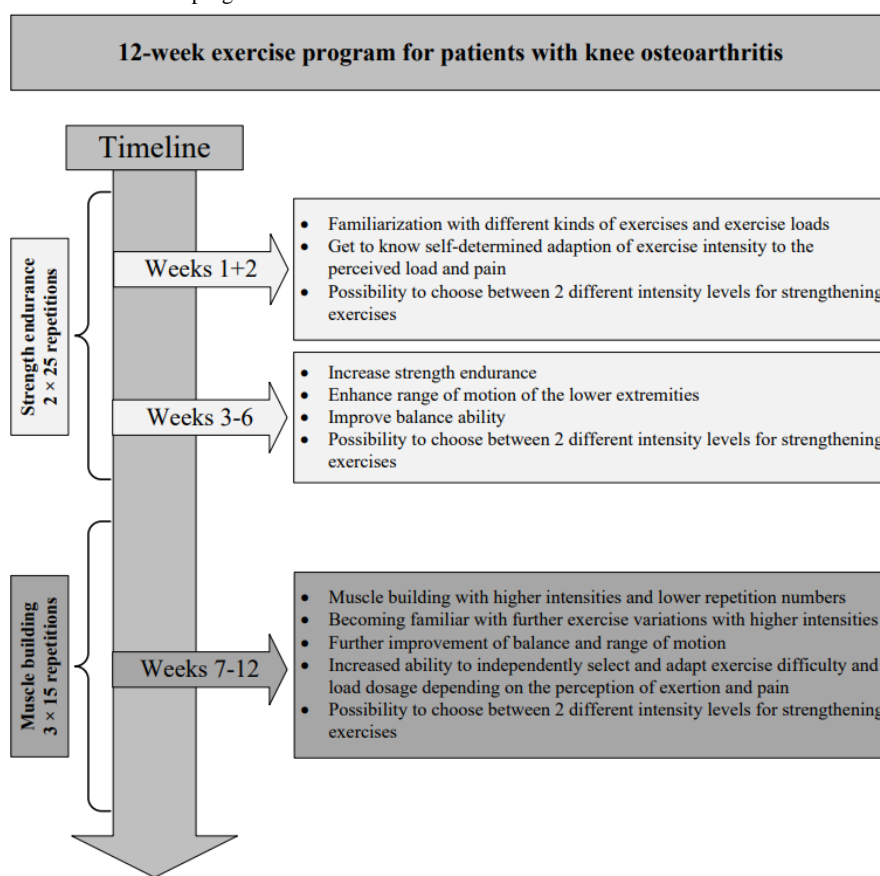 12-week exercise program for patients with knee osteoarthritis
Timeline
Strength endurance
2 × 25 repetitions
Weeks 1+2
• Familiarization with different kinds of exercises and exercise loads
• Get to know self-determined adaption of exercise intensity to the
perceived load and pain
• Possibility to choose between 2 different intensity levels for strengthening
exercises
Weeks 3-6
• Increase strength endurance
• Enhance range of motion of the lower extremities
• Improve balance ability
• Possibility to choose between 2 different intensity levels for strengthening
exercises
Muscle building
3 × 15 repetitions
Weeks 7-12
• Muscle building with higher intensities and lower repetition numbers
• Becoming familiar with further exercise variations with higher intensities
• Further improvement of balance and range of motion
• Increased ability to independently select and adapt exercise difficulty and
load dosage depending on the perception of exertion and pain
• Possibility to choose between 2 different intensity levels for strengthening
exercises